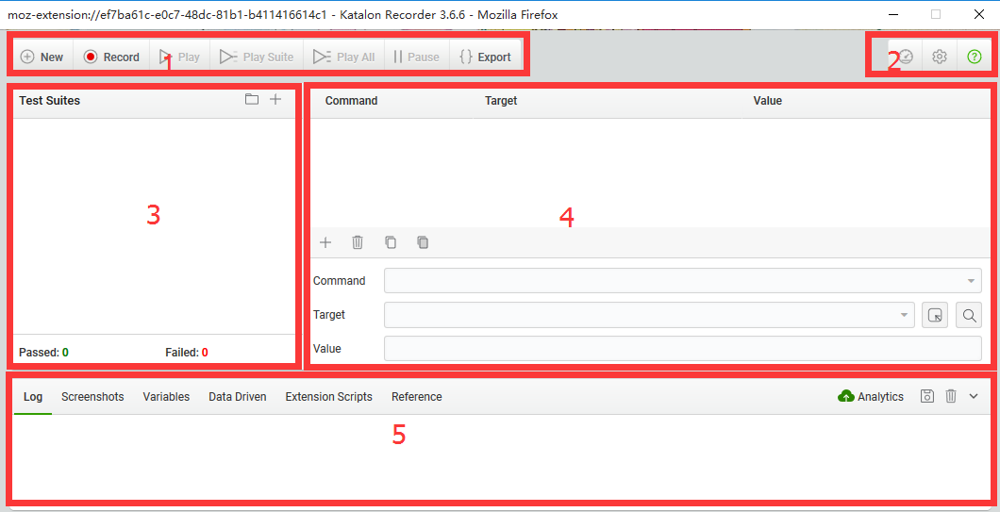 moz-extension://ef7ba61c-e0c7-48dc-81b1-b411416614c1 - Katalon Recorder 3.6.6 - Mozilla Firefox
New Record Play Play Suite Play All Pause Export
1
2
Test Suites
Command Target Value
3
4
Command
Target
Value
Passed: 0 Failed: 0
Log Screenshots Variables Data Driven Extension Scripts Reference Analytics
5